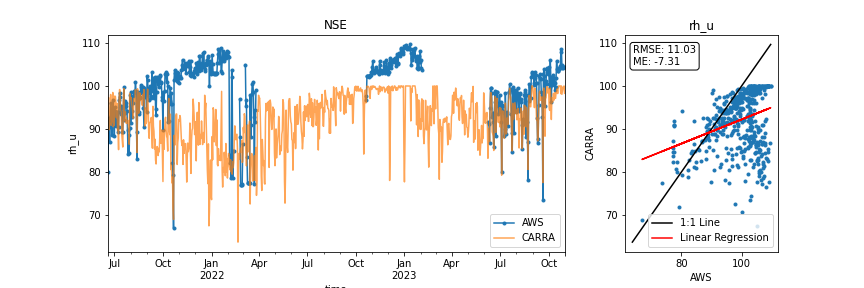 NSE
110
100
90
80
70
rh_u
Jul
Oct
Jan
2022
Apr
Jul
Oct
Jan
2023
Apr
Jul
Oct
time
AWS
CARRA
rh_u
RMSE: 11.03
ME: -7.31
110
100
90
80
70
CARRA
1:1 Line
Linear Regression
80
100
AWS